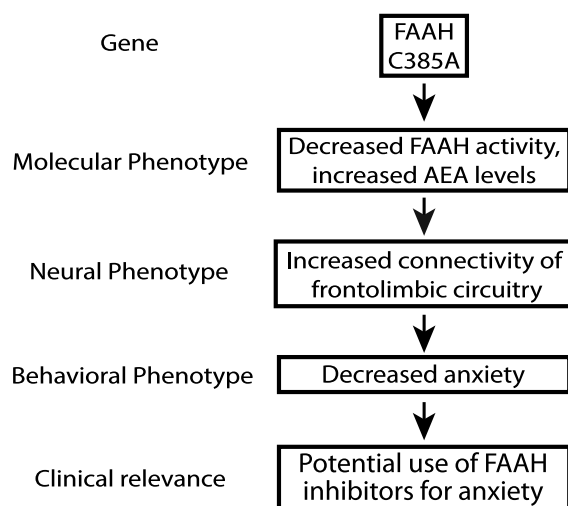 Gene
FAAH
C385A
Molecular Phenotype
Decreased FAAH activity,
increased AEA levels
Neural Phenotype
Increased connectivity of
frontolimbic circuitry
Behavioral Phenotype
Decreased anxiety
Clinical relevance
Potential use of FAAH
inhibitors for anxiety